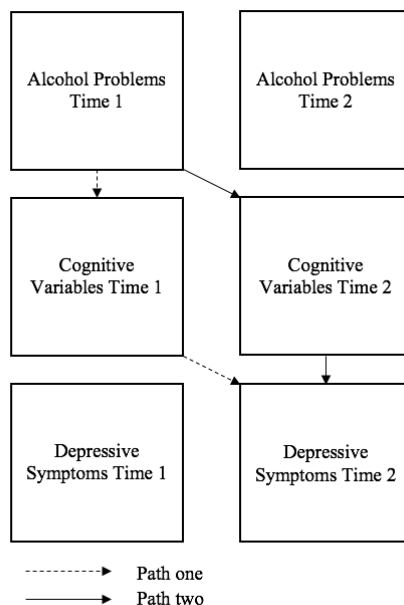 Alcohol Problems
Time 1
Alcohol Problems
Time 2
Cognitive
Variables Time 1
Cognitive
Variables Time 2
Depressive
Symptoms Time 1
Depressive
Symptoms Time 2
Path one
Path two